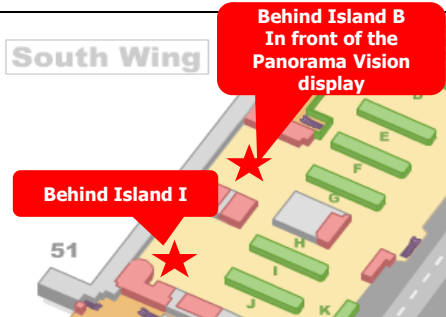 Behind Island B
In front of the
Panorama Vision
display
South Wing
D
E
F
G
Behind Island I
H
51
I
J
K